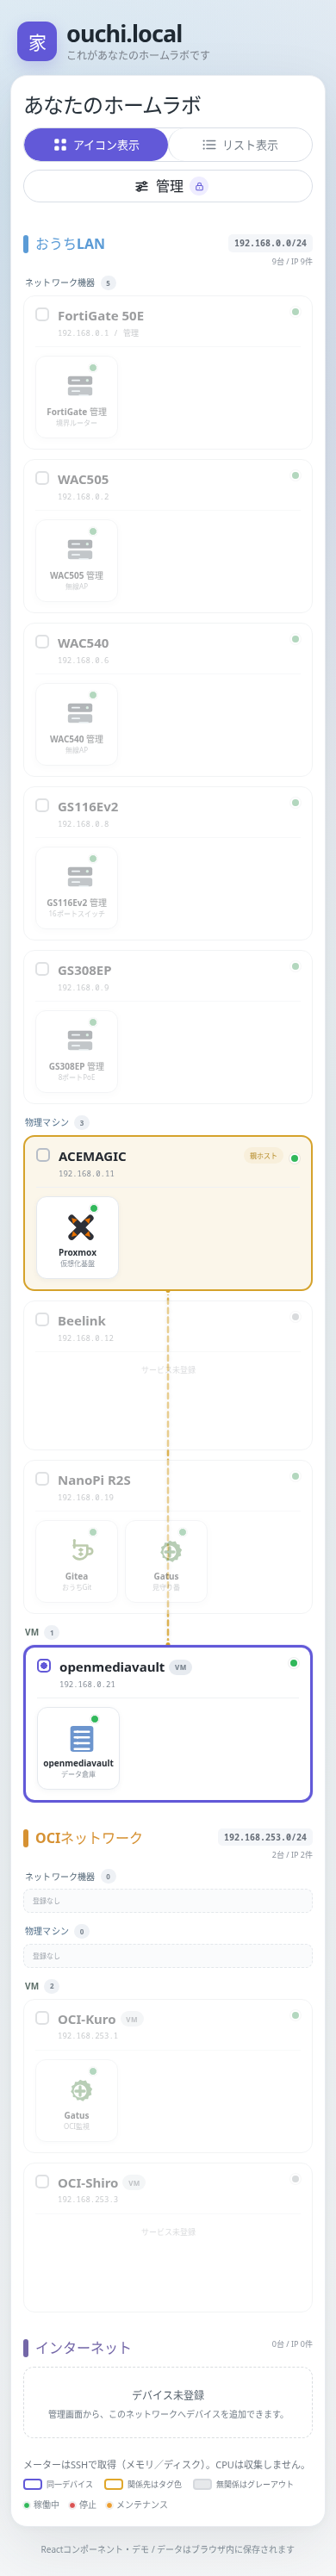 家
ouchi.local
これがあなたのホームラボです
あなたのホームラボ
アイコン表示
リスト表示
管理
おうちLAN
192.168.0.0/24
9台 / IP 9件
ネットワーク機器 5
FortiGate 50E
192.168.0.1 / 管理
FortiGate 管理
境界ルーター
WAC505
192.168.0.2
WAC505 管理
無線AP
WAC540
192.168.0.6
WAC540 管理
無線AP
GS116Ev2
192.168.0.8
GS116Ev2 管理
16ポートスイッチ
GS308EP
192.168.0.9
GS308EP 管理
8ポートPoE
物理マシン 3
ACEMAGIC
親ホスト
192.168.0.11
Proxmox
仮想化基盤
Beelink
192.168.0.12
サービス未登録
NanoPi R2S
192.168.0.19
Gitea
おうちGit
Gatus
VM 1
openmediavault VM
192.168.0.21
openmediavault
データ倉庫
OCIネットワーク
192.168.253.0/24
2台 / IP 2件
ネットワーク機器 0
登録なし
物理マシン 0
登録なし
VM 2
OCI-Kuro VM
192.168.253.1
Gatus
OCI監視
OCI-Shiro VM
192.168.253.3
サービス未登録
インターネット
0台 / IP 0件
デバイス未登録
管理画面から、このネットワークへデバイスを追加できます。
メーターはSSHで取得（メモリ／ディスク）。CPUは収集しません。
同一デバイス
関係先はタグ色
無関係はグレーアウト
稼働中
停止
メンテナンス
Reactコンポーネント・デモ / データはブラウザ内に保存されます